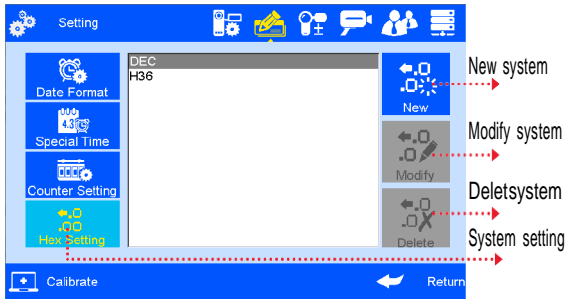 Setting
Date Format
4.3
Special Time
Counter Setting
Hex Setting
DEC
H36
New
Modify
Delete
Calibrate
Return
New system
Modify system
Deletsystem
System setting